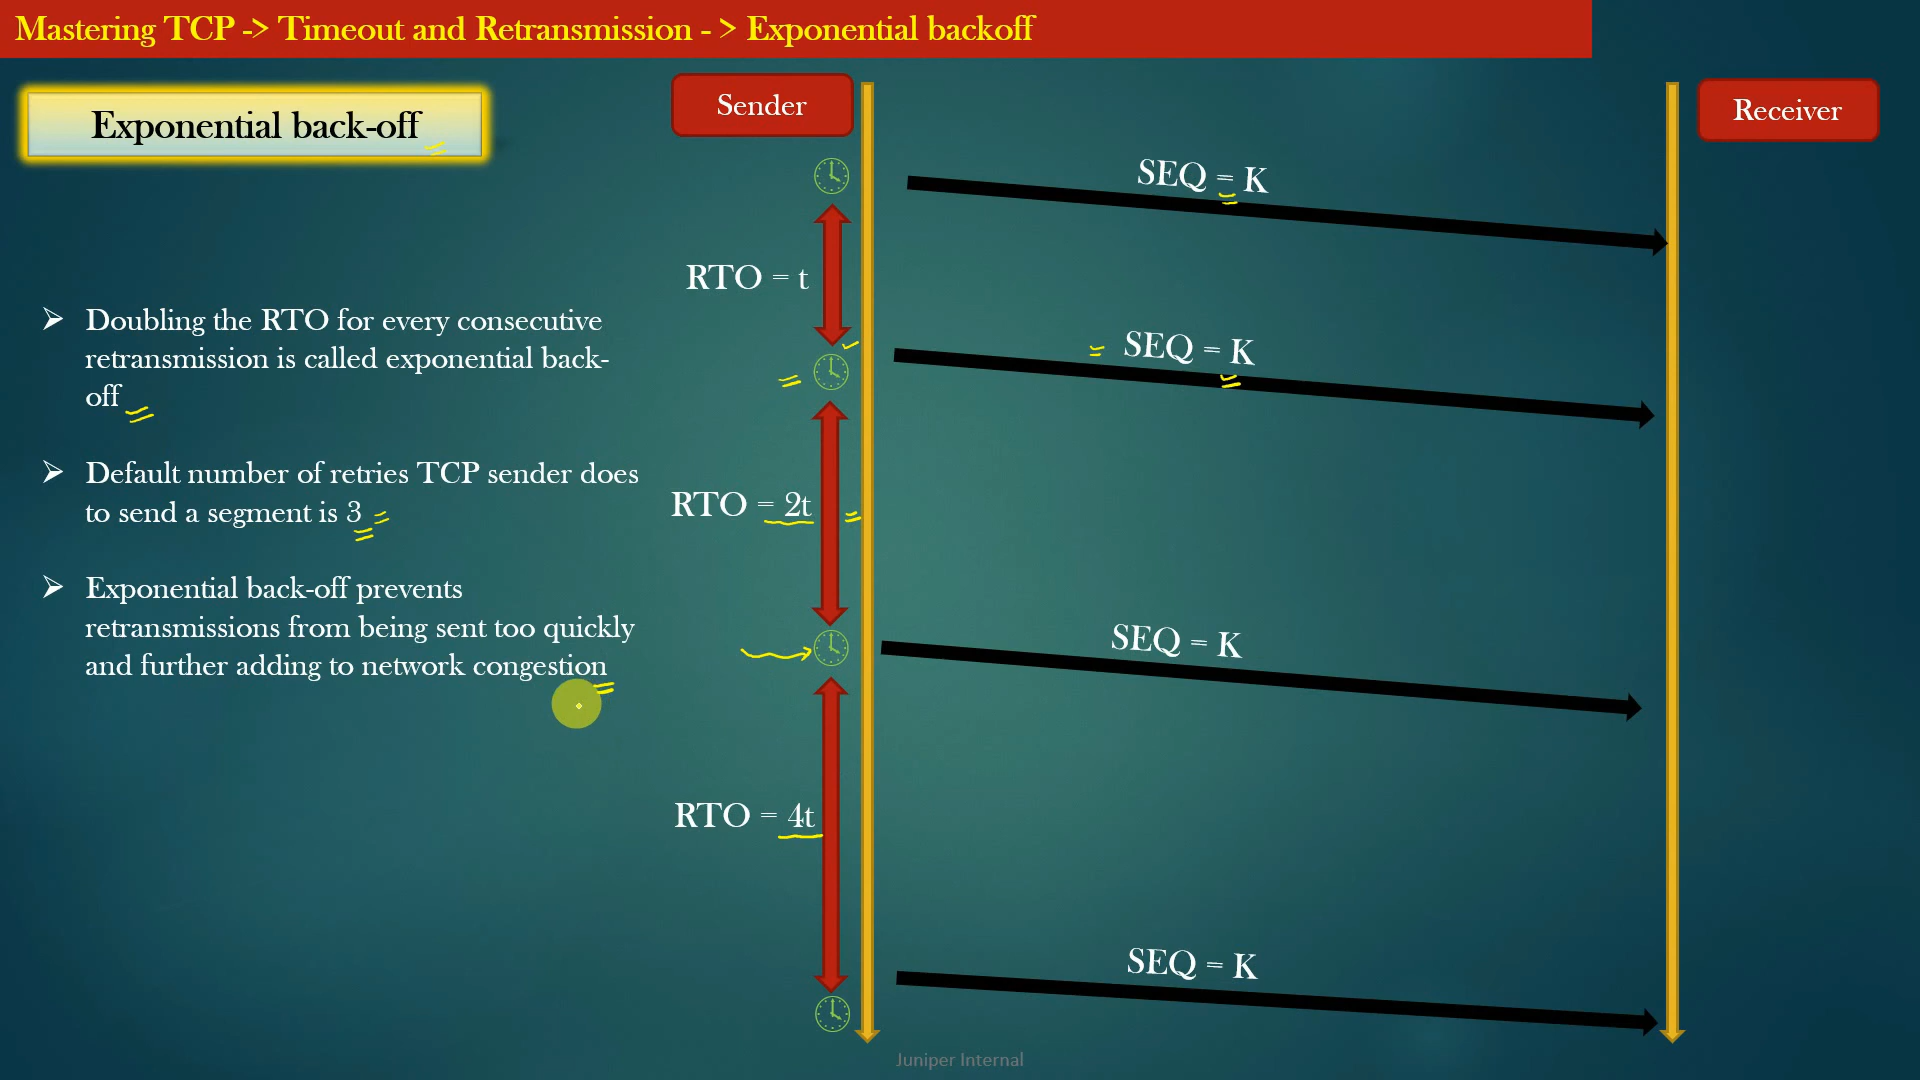 Mastering TCP -> Timeout and Retransmission - > Exponential backoff
Exponential back-off
Sender
Receiver
SEQ = K
RTO = t
➢ Doubling the RTO for every consecutive
retransmission is called exponential back-
off
SEQ = K
➢ Default number of retries TCP sender does
to send a segment is 3
RTO = 2t
➢ Exponential back-off prevents
retransmissions from being sent too quickly
and further adding to network congestion
SEQ = K
RTO = 4t
SEQ = K
Juniper Internal